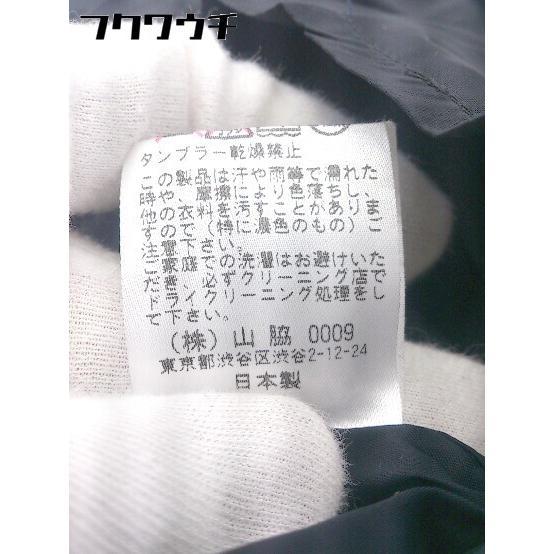 フクワウチ
タンブラー乾燥禁止
この製品は汗や雨等で濡れた
時や、摩擦により色落ちし、
他の衣料を汚すことがありま
すので(特に濃色のもの)ご
注意下さい。
ご家庭での洗濯はお避けいた
だき、必ずクリーニング店で
ドライクリーニング処理をし
て下さい。
(株)山脇 0009
東京都渋谷区渋谷2-12-24
日本製